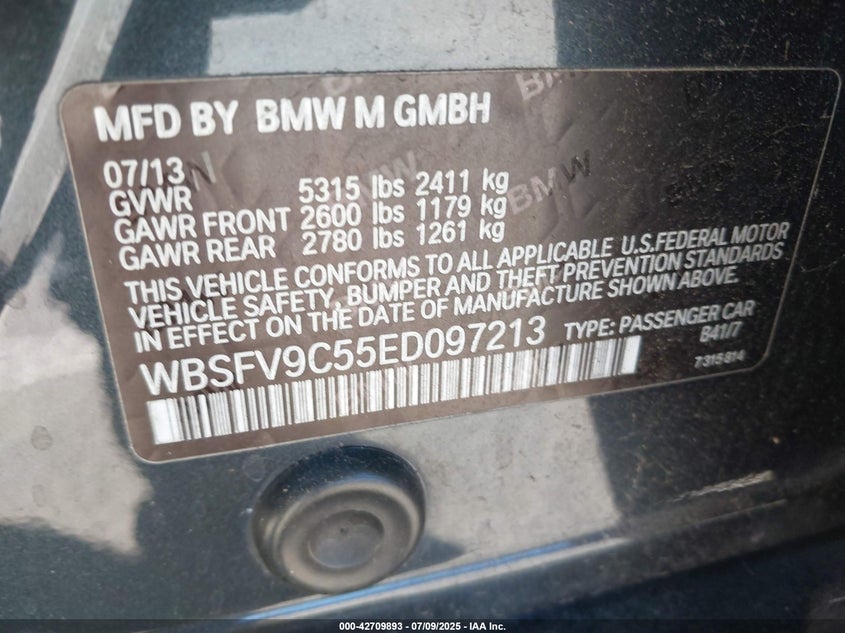 MFD BY BMW M GMBH
07/13
GVWR 5315 lbs 2411 kg
GAWR FRONT 2600 lbs 1179 kg
GAWR REAR 2780 lbs 1261 kg
THIS VEHICLE CONFORMS TO ALL APPLICABLE U.S.FEDERAL MOTOR
VEHICLE SAFETY, BUMPER AND THEFT PREVENTION STANDARDS
IN EFFECT ON THE DATE OF MANUFACTURE SHOWN ABOVE.
WBSFV9C55ED097213 TYPE: PASSENGER CAR
B41/7
7315814
000-42709893 / 07/09/2025 - IAA Inc.